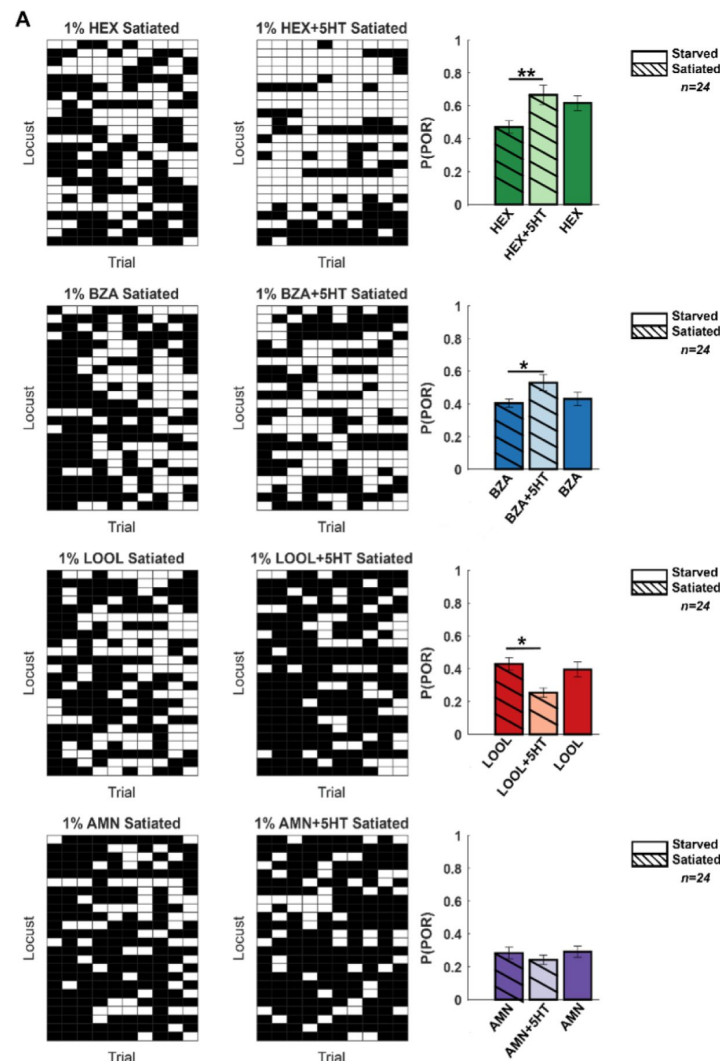 A
1% HEX Satiated
1% HEX+5HT Satiated
Locust
Locust
Trial
Trial
P(POR)
1
0.8
0.6
0.4
0.2
0
**
HEX
HEX+5HT
HEX
Starved
Satiated
n=24
1% BZA Satiated
1% BZA+5HT Satiated
Locust
Locust
Trial
Trial
P(POR)
1
0.8
0.6
0.4
0.2
0
*
BZA
BZA+5HT
BZA
Starved
Satiated
n=24
1% LOOL Satiated
1% LOOL+5HT Satiated
Locust
Locust
Trial
Trial
P(POR)
1
0.8
0.6
0.4
0.2
0
*
LOOL
LOOL+5HT
LOOL
Starved
Satiated
n=24
1% AMN Satiated
1% AMN+5HT Satiated
Locust
Locust
Trial
Trial
P(POR)
1
0.8
0.6
0.4
0.2
0
AMN
AMN+5HT
AMN
Starved
Satiated
n=24